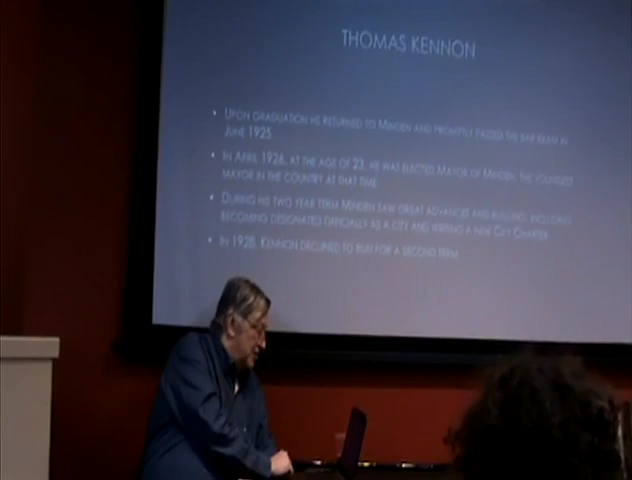 THOMAS KENNON
• UPON GRADUATION HE RETURNED TO MINDEN AND PROMPTLY PASSED THE BAR EXAM IN
JUNE 1925
• IN APRIL 1926, AT THE AGE OF 23, HE WAS ELECTED MAYOR OF MINDEN, THE YOUNGEST
MAYOR IN THE COUNTRY AT THAT TIME
• DURING HIS TWO YEAR TERM MINDEN SAW GREAT ADVANCES AND BUILDING, INCLUDING
BECOMING DESIGNATED OFFICIALLY AS A CITY AND WRITING A NEW CITY CHARTER
• IN 1928, KENNON DECLINED TO RUN FOR A SECOND TERM